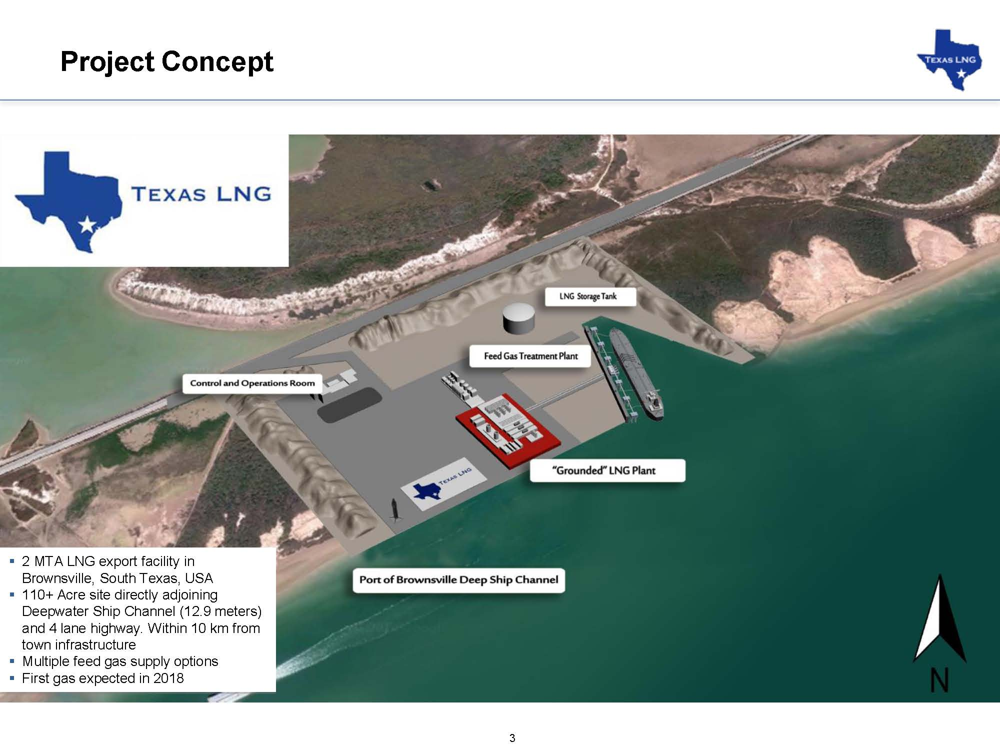 Project Concept
TEXAS LNG
TEXAS LNG
LNG Storage Tank
Feed Gas Treatment Plant
Control and Operations Room
"Grounded" LNG Plant
TEXAS LNG
Port of Brownsville Deep Ship Channel
▪ 2 MTA LNG export facility in
Brownsville, South Texas, USA
▪ 110+ Acre site directly adjoining
Deepwater Ship Channel (12.9 meters)
and 4 lane highway. Within 10 km from
town infrastructure
▪ Multiple feed gas supply options
▪ First gas expected in 2018
N
3